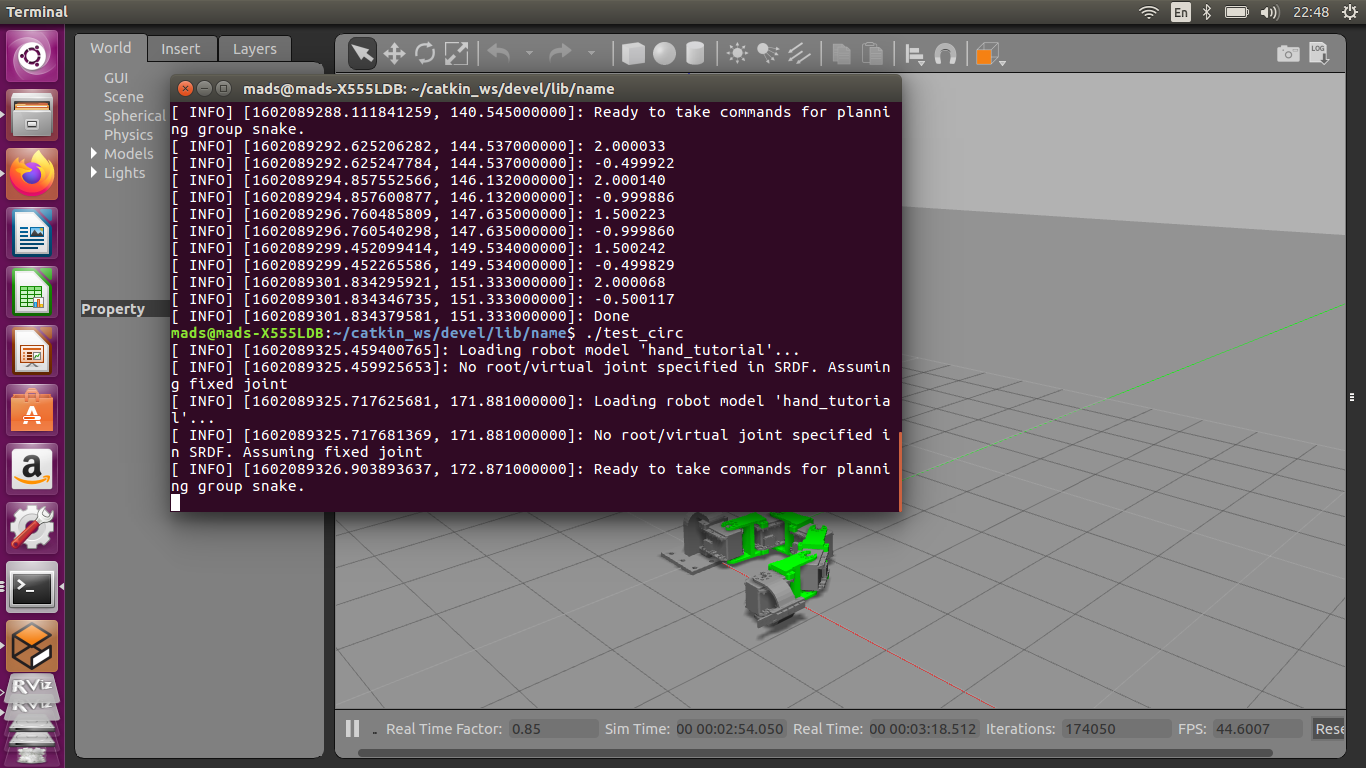 Terminal
En
22:48
World
Insert
Layers
GUI
Scene
Spherical
Physics
Models
Lights
Property
LOG
mads@mads-X555LDB: ~/catkin_ws/devel/lib/name
[ INFO] [1602089288.111841259, 140.545000000]: Ready to take commands for planni
ng group snake.
[ INFO] [1602089292.625206282, 144.537000000]: 2.000033
[ INFO] [1602089292.625247784, 144.537000000]: -0.499922
[ INFO] [1602089294.857552566, 146.132000000]: 2.000140
[ INFO] [1602089294.857600877, 146.132000000]: -0.999886
[ INFO] [1602089296.760485809, 147.635000000]: 1.500223
[ INFO] [1602089296.760540298, 147.635000000]: -0.999860
[ INFO] [1602089299.452099414, 149.534000000]: 1.500242
[ INFO] [1602089299.452265586, 149.534000000]: -0.499829
[ INFO] [1602089301.834295921, 151.333000000]: 2.000068
[ INFO] [1602089301.834346735, 151.333000000]: -0.500117
[ INFO] [1602089301.834379581, 151.333000000]: Done
mads@mads-X555LDB:~/catkin_ws/devel/lib/name$ ./test_circ
[ INFO] [1602089325.459400765]: Loading robot model 'hand_tutorial'...
[ INFO] [1602089325.459925653]: No root/virtual joint specified in SRDF. Assumin
g fixed joint
[ INFO] [1602089325.717625681, 171.881000000]: Loading robot model 'hand_tutoria
l'...
[ INFO] [1602089325.717681369, 171.881000000]: No root/virtual joint specified i
n SRDF. Assuming fixed joint
[ INFO] [1602089326.903893637, 172.871000000]: Ready to take commands for planni
ng group snake.
RViz
RViz
Real Time Factor: 0.85
Sim Time: 00 00:02:54.050
Real Time: 00 00:03:18.512
Iterations: 174050
FPS: 44.6007
Rese